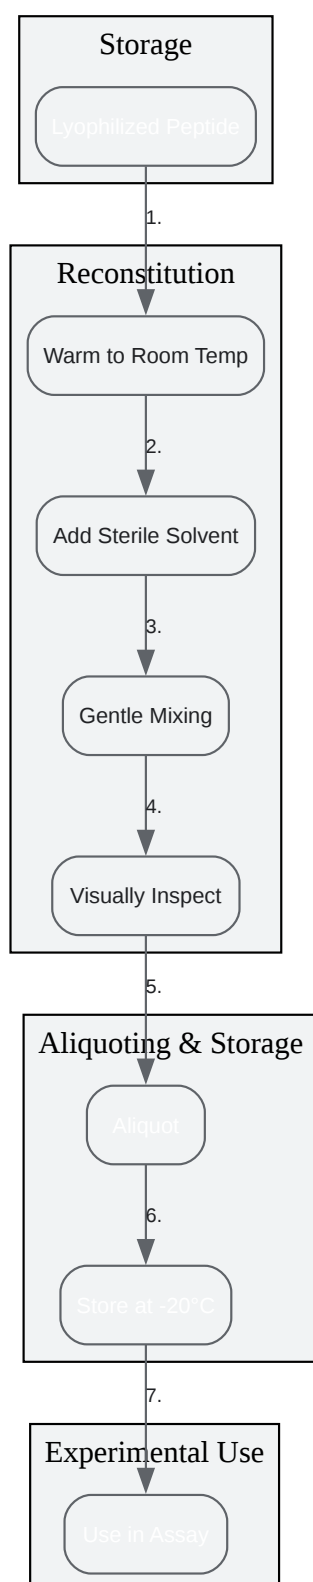 Storage
Lyophilized Peptide
1.
Reconstitution
Warm to Room Temp
2.
Add Sterile Solvent
3.
Gentle Mixing
4.
Visually Inspect
5.
Aliquoting & Storage
Aliquot
6.
Store at -20°C
7.
Experimental Use
Use in Assay